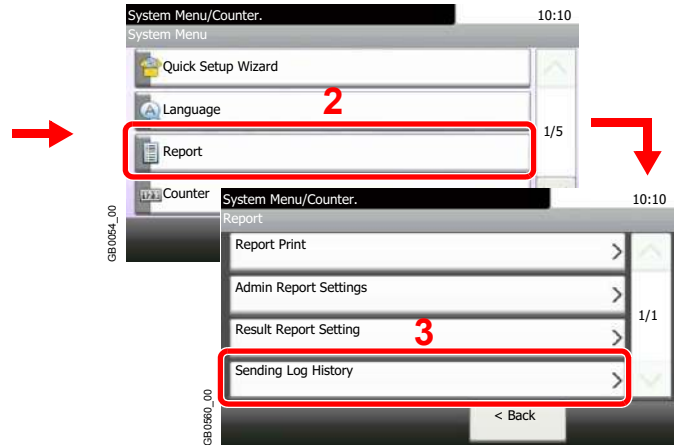 System Menu/Counter.
10:10
System Menu
Quick Setup Wizard
2
Language
1/5
Report
Counter
GB0054_00
System Menu/Counter.
10:10
Report
Report Print
Admin Report Settings
1/1
Result Report Setting
3
Sending Log History
GB0560_00
< Back